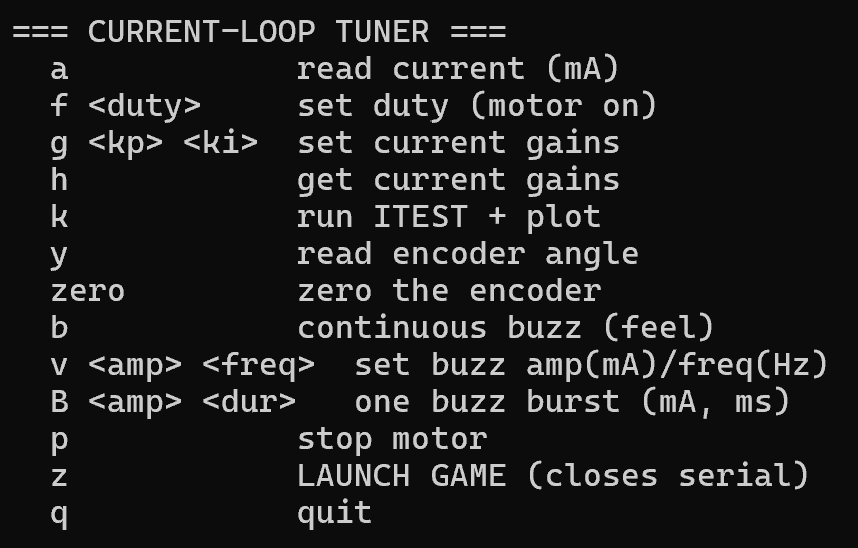 === CURRENT-LOOP TUNER ===
  a            read current (mA)
  f <duty>     set duty (motor on)
  g <kp> <ki>  set current gains
  h            get current gains
  k            run ITEST + plot
  y            read encoder angle
  zero         zero the encoder
  b            continuous buzz (feel)
  v <amp> <freq>  set buzz amp(mA)/freq(Hz)
  B <amp> <dur>   one buzz burst (mA, ms)
  p            stop motor
  z            LAUNCH GAME (closes serial)
  q            quit